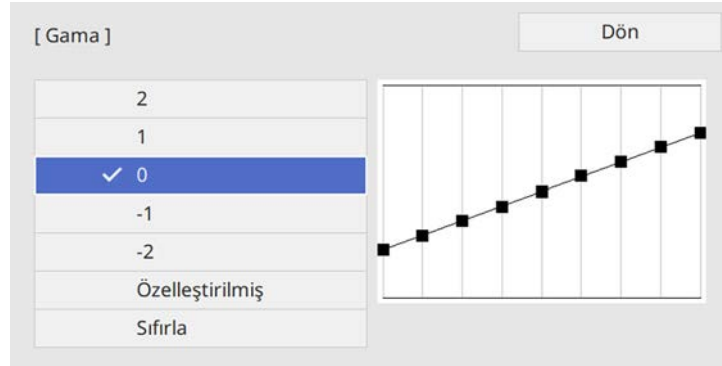 [ Gama ]
Dön
2
1
0
-1
-2
Özelleştirilmiş
Sıfırla